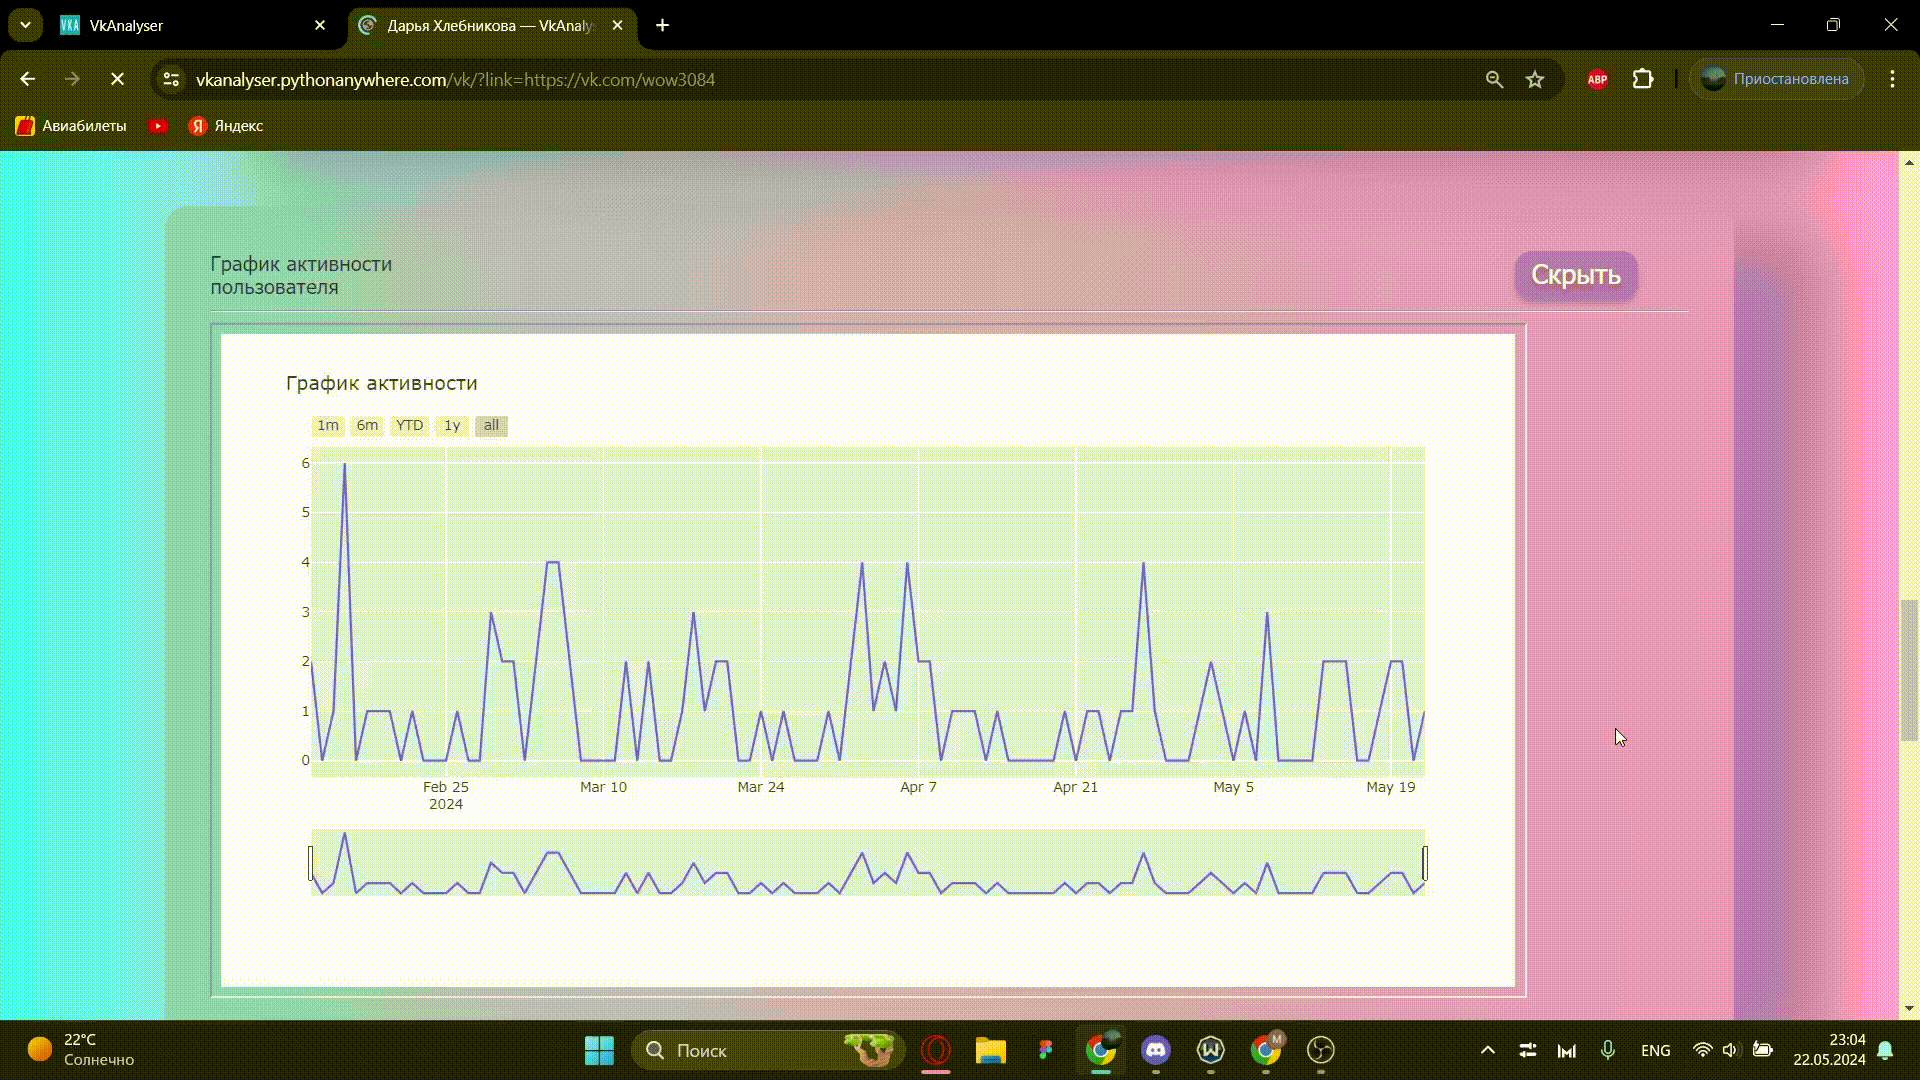 VkAnalyser
Дарья Хлебникова — VkAnaly
vkanalyser.pythonanywhere.com/vk/?link=https://vk.com/wow3084
ABP
Приостановлена
Авиабилеты
Яндекс
График активности
пользователя
Скрыть
График активности
1m 6m YTD 1y all
6
5
4
3
2
1
0
Feb 25 Mar 10 Mar 24 Apr 7 Apr 21 May 5 May 19
2024
22°C
Солнечно
Поиск
M
ENG
23:04
22.05.2024